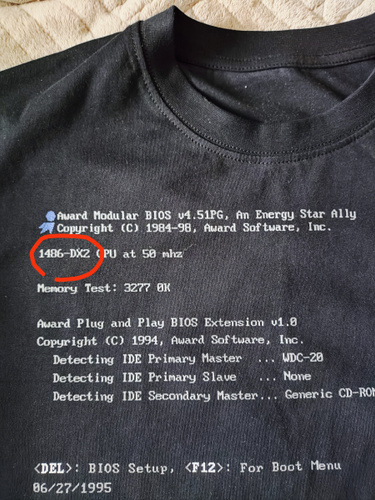 Award Modular BIOS v4.51PG, An Energy Star Ally
Copyright (C) 1984-98, Award Software, Inc.
1486-DX2 CPU at 50 mhz
Memory Test: 3277 0K
Award Plug and Play BIOS Extension v1.0
Copyright (C) 1994, Award Software, Inc.
Detecting IDE Primary Master ... WDC-20
Detecting IDE Primary Slave ... None
Detecting IDE Secondary Master... Generic CD-ROM
<DEL>: BIOS Setup, <F12>: For Boot Menu
06/27/1995